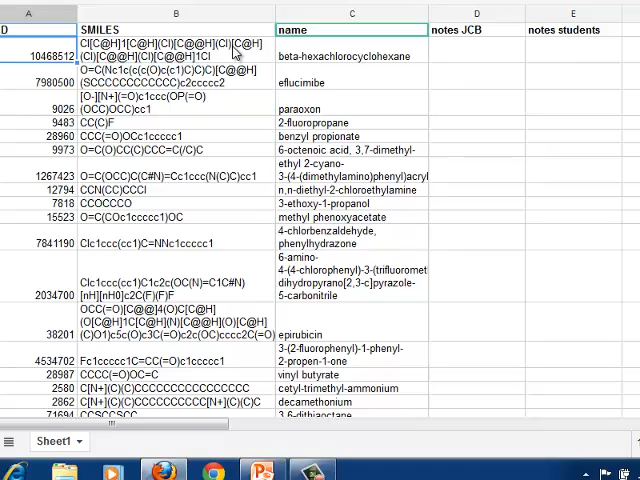 A B C D E
D SMILES name notes JCB notes students
Cl[C@H]1[C@H](Cl)[C@@H](Cl)[C@H]
10468512 (Cl)[C@@H](Cl)[C@@H]1Cl beta-hexachlorocyclohexane
O=C(Nc1c(c(c(O)c(c1)C)C)C)[C@@H]
7980500 (SCCCCCCCCCCCC)c2ccccc2 eflucimibe
[O-][N+](=O)c1ccc(OP(=O)
9026 (OCC)OCC)cc1 paraoxon
9483 CC(C)F 2-fluoropropane
28960 CCC(=O)OCc1ccccc1 benzyl propionate
9973 O=C(O)CC(C)CCC=C(/C)C 6-octenoic acid, 3,7-dimethyl-
ethyl 2-cyano-
1267423 O=C(OCC)C(C#N)=Cc1ccc(N(C)C)cc1 3-(4-(dimethylamino)phenyl)acryl
12794 CCN(CC)CCCl n,n-diethyl-2-chloroethylamine
7818 CCOCCCO 3-ethoxy-1-propanol
15523 O=C(COc1ccccc1)OC methyl phenoxyacetate
4-chlorbenzaldehyde,
7841190 Clc1ccc(cc1)C=NNc1ccccc1 phenylhydrazone
6-amino-
4-(4-chlorophenyl)-3-(trifluoromet
Clc1ccc(cc1)C1c2c(OC(N)=C1C#N) dihydropyrano[2,3-c]pyrazole-
2034700 [nH][nH0]c2C(F)(F)F 5-carbonitrile
OCC(=O)[C@@]4(O)C[C@H]
(O[C@H]1C[C@H](N)[C@@H](O)[C@H]
38201 (C)O1)c5c(O)c3C(=O)c2c(OC)cccc2C(=O) epirubicin
3-(2-fluorophenyl)-1-phenyl-
4534702 Fc1ccccc1C=CC(=O)c1ccccc1 2-propen-1-one
28987 CCCC(=O)OC=C vinyl butyrate
2580 C[N+](C)(C)CCCCCCCCCCCCCCCC cetyl-trimethyl-ammonium
2862 C[N+](C)(C)CCCCCCCCCC[N+](C)(C)C decamethonium
71694 CCSCCSCC 3,6-dithiaoctane
Sheet1